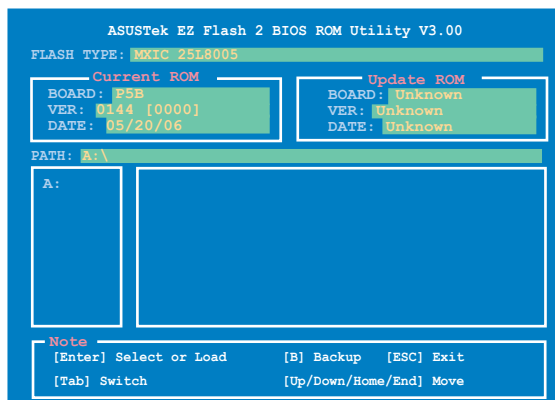 ASUSTek EZ Flash 2 BIOS ROM Utility V3.00
FLASH TYPE: MXIC 25L8005
Current ROM
BOARD: P5B
VER: 0144 [0000]
DATE: 05/20/06
Update ROM
BOARD: Unknown
VER: Unknown
DATE: Unknown
PATH: A:\
A:
Note
[Enter] Select or Load [B] Backup [ESC] Exit
[Tab] Switch [Up/Down/Home/End] Move